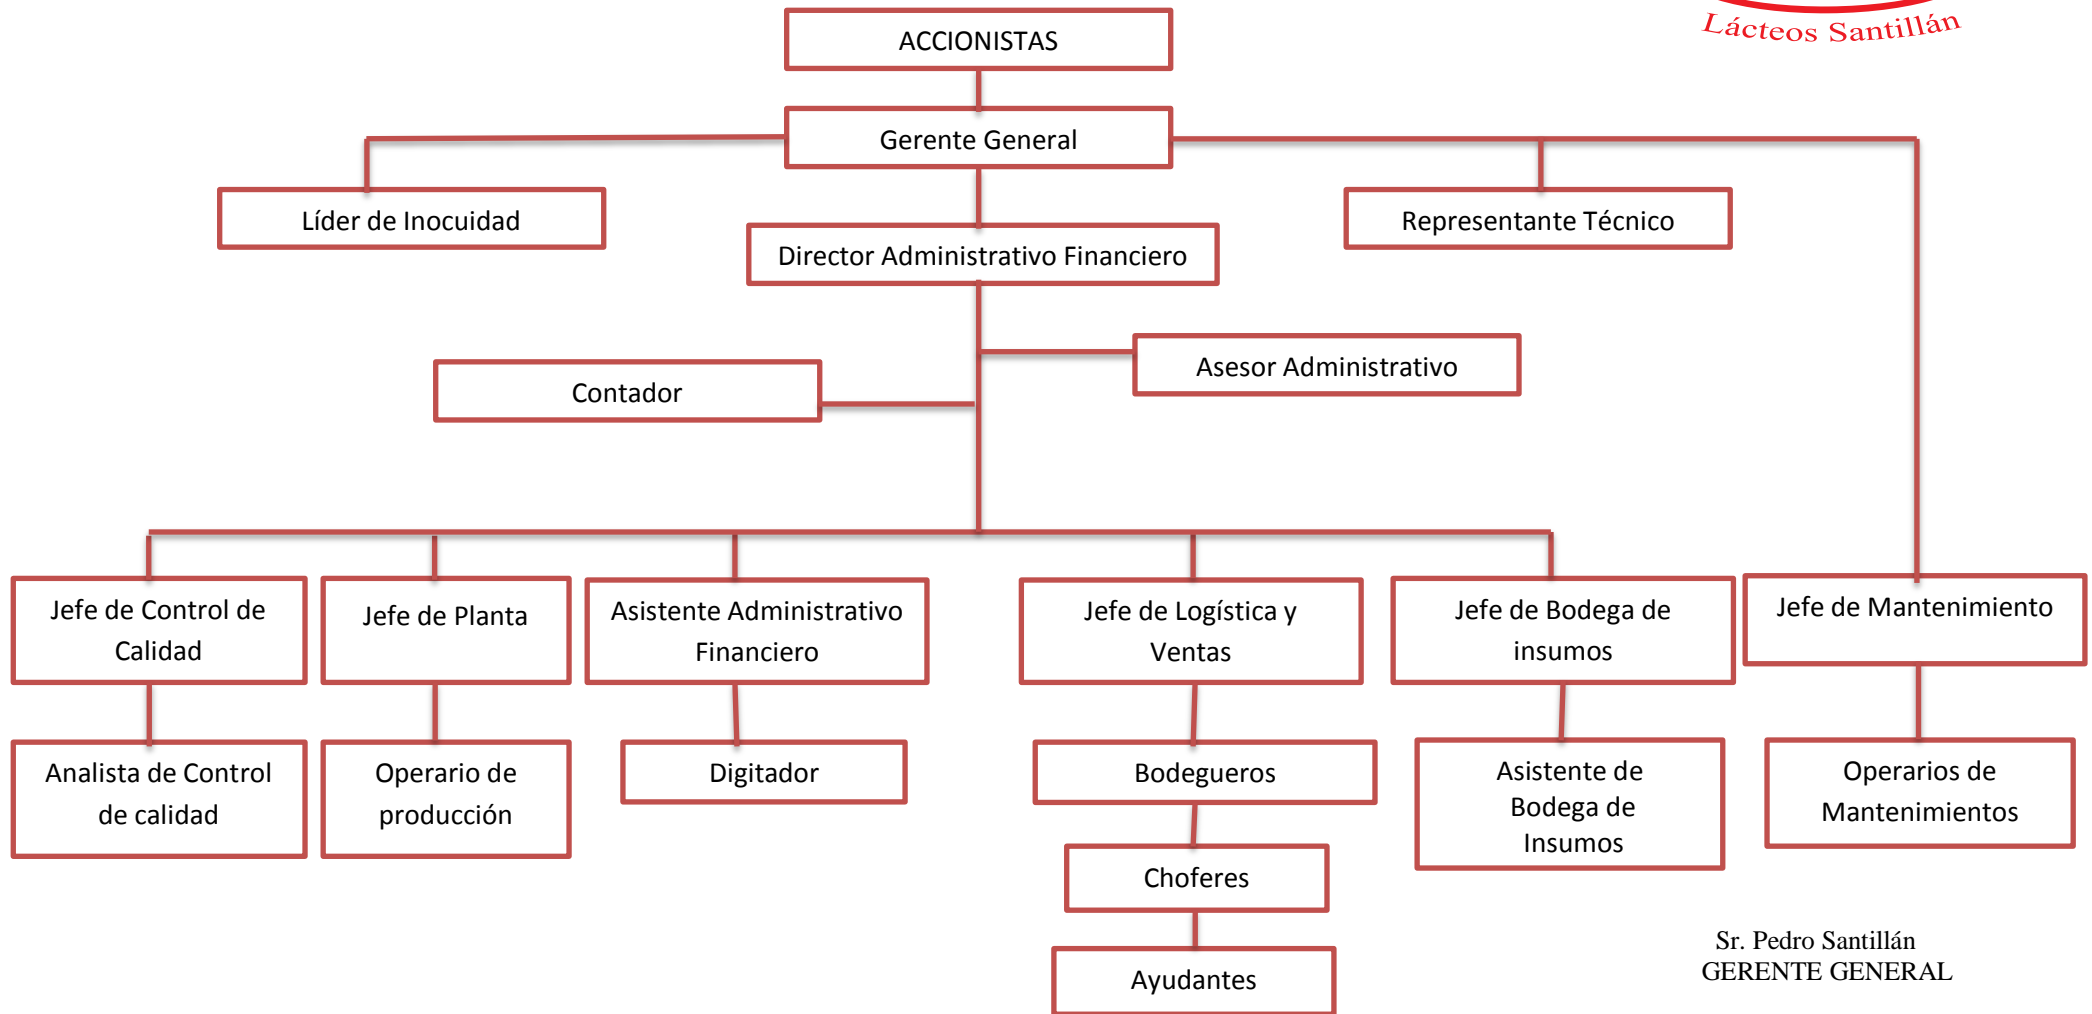 Lácteos Santillán
ACCIONISTAS
Gerente General
Líder de Inocuidad
Representante Técnico
Director Administrativo Financiero
Asesor Administrativo
Contador
Jefe de Control de
Calidad
Jefe de Planta
Asistente Administrativo
Financiero
Jefe de Logística y
Ventas
Jefe de Bodega de
insumos
Jefe de Mantenimiento
Analista de Control
de calidad
Operario de
producción
Digitador
Bodegueros
Asistente de
Bodega de
Insumos
Operarios de
Mantenimientos
Choferes
Ayudantes
Sr. Pedro Santillán
GERENTE GENERAL